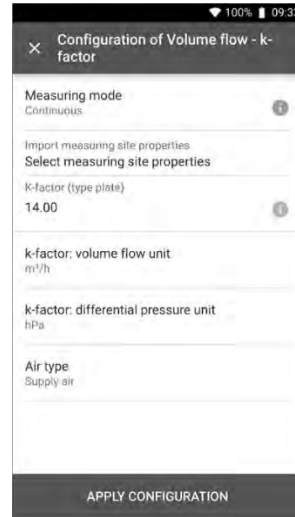 100% 09:32
Configuration of Volume flow - k-
factor
Measuring mode
Continuous
Import measuring site properties
Select measuring site properties
K-factor (type plate)
14.00
k-factor: volume flow unit
m³/h
k-factor: differential pressure unit
hPa
Air type
Supply air
APPLY CONFIGURATION